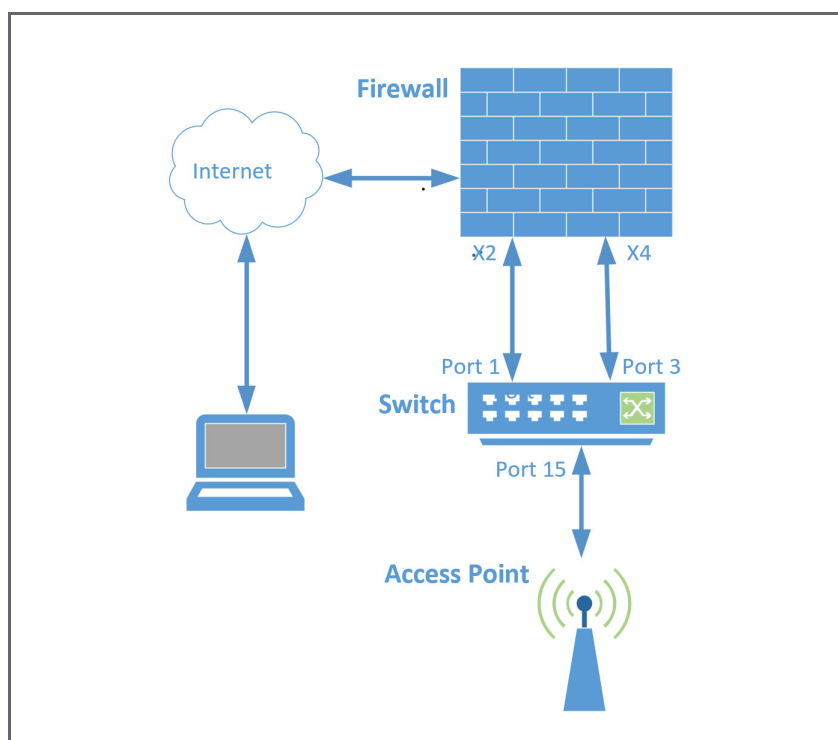 Firewall
Internet
X2
X4
Port 1
Port 3
Switch
Port 15
Access Point